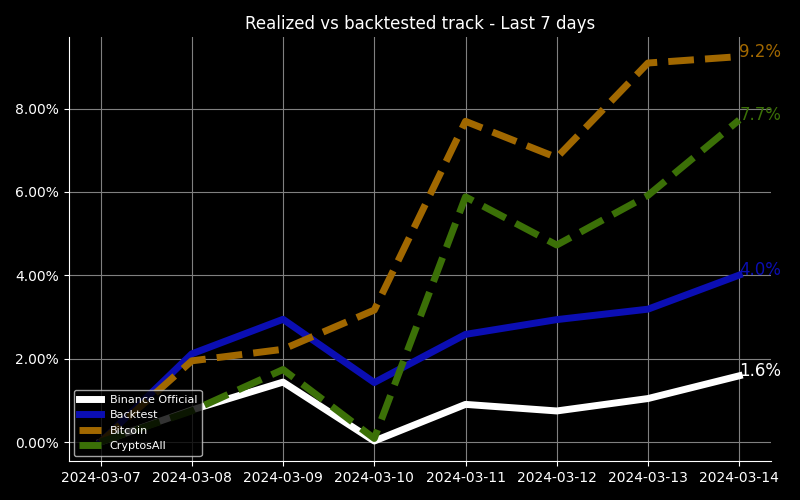 Realized vs backtested track - Last 7 days
9.2%
8.00%
7.7%
6.00%
4.00%
4.0%
2.00%
1.6%
0.00%
Binance Official
Backtest
Bitcoin
CryptosAll
2024-03-07 2024-03-08 2024-03-09 2024-03-10 2024-03-11 2024-03-12 2024-03-13 2024-03-14